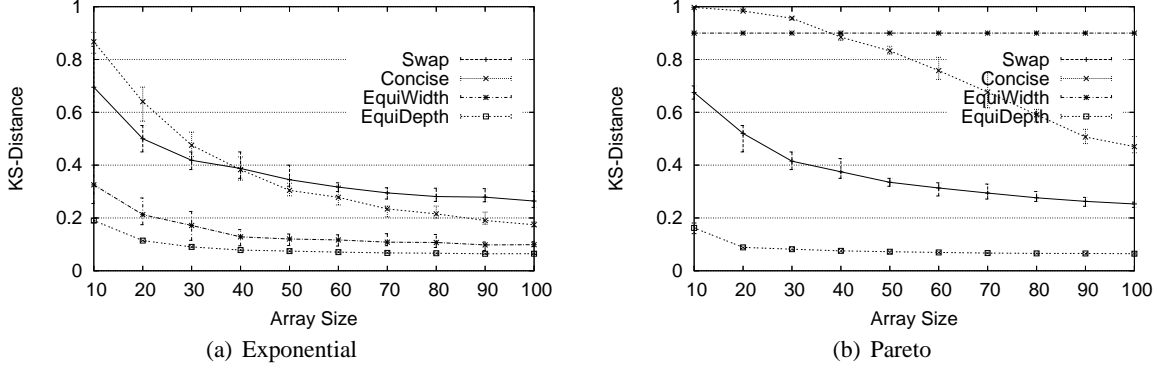 1
0.8
0.6
0.4
0.2
0
KS-Distance
10 20 30 40 50 60 70 80 90 100
Array Size
Swap
Concise
EquiWidth
EquiDepth
(a) Exponential
1
0.8
0.6
0.4
0.2
0
KS-Distance
10 20 30 40 50 60 70 80 90 100
Array Size
Swap
Concise
EquiWidth
EquiDepth
(b) Pareto